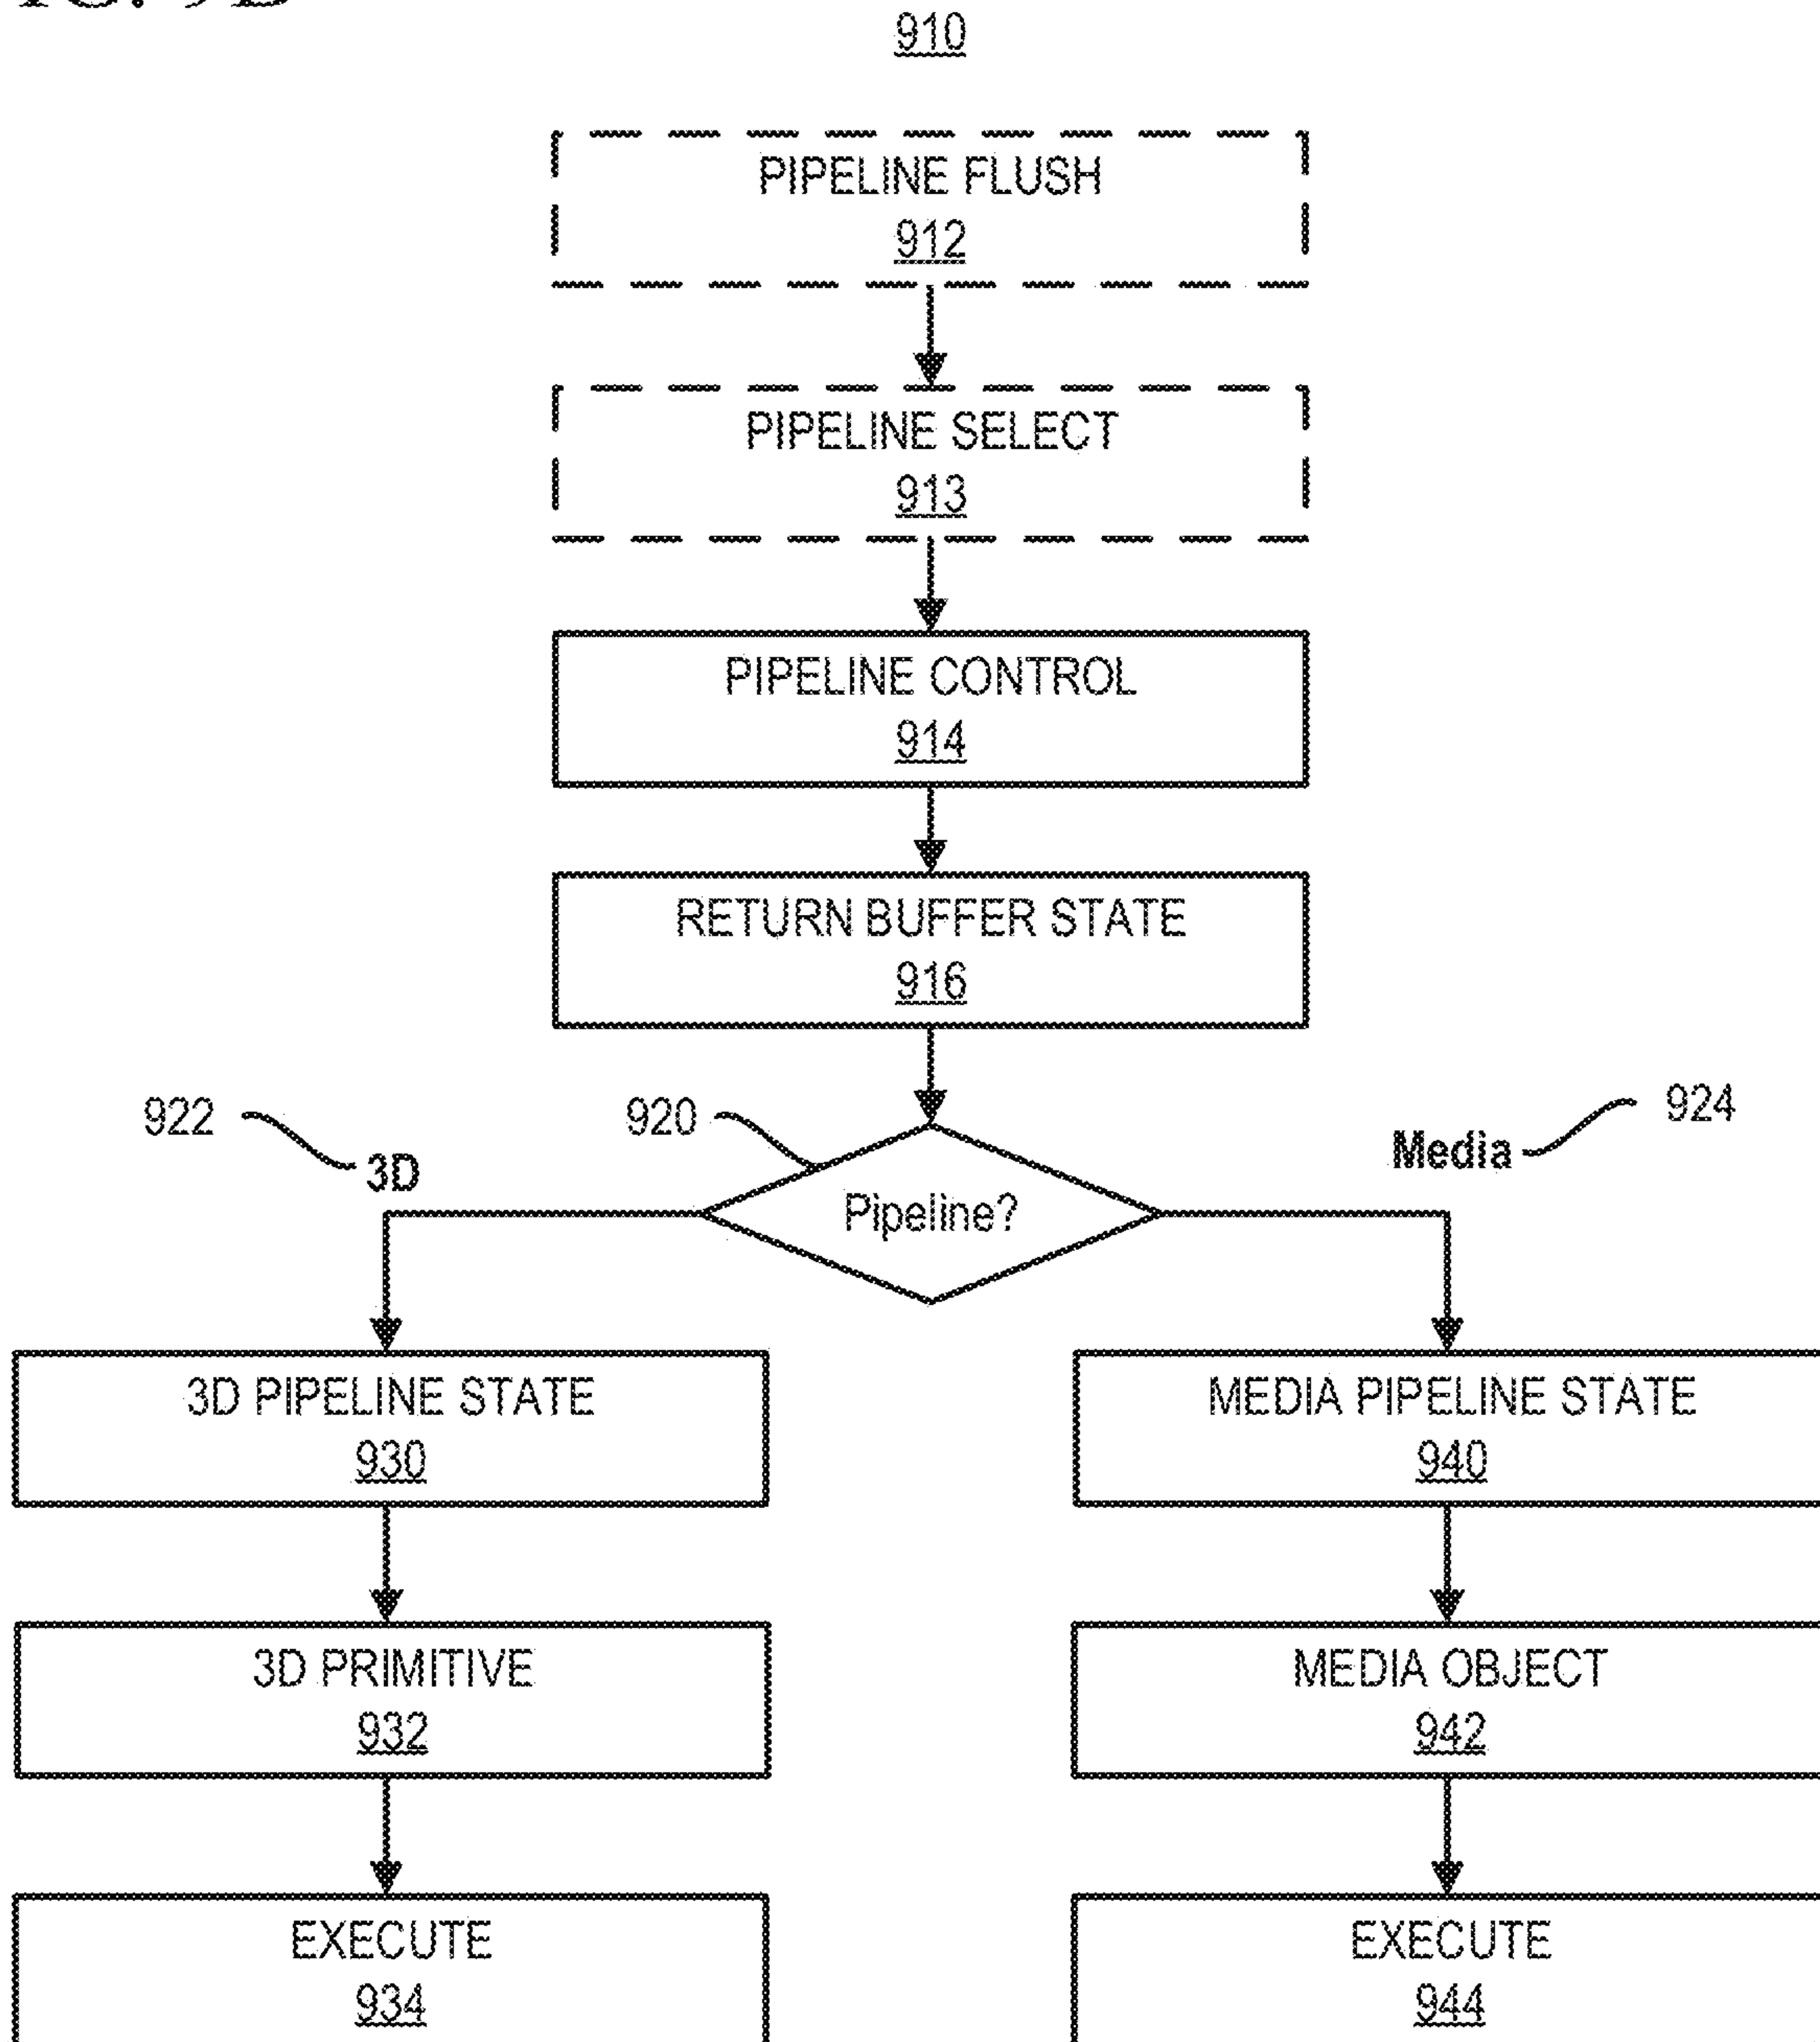 910
PIPELINE FLUSH
912
PIPELINE SELECT
913
PIPELINE CONTROL
914
RETURN BUFFER STATE
916
922
3D
920
Media
924
Pipeline?
3D PIPELINE STATE
930
MEDIA PIPELINE STATE
940
3D PRIMITIVE
932
MEDIA OBJECT
942
EXECUTE
934
EXECUTE
944